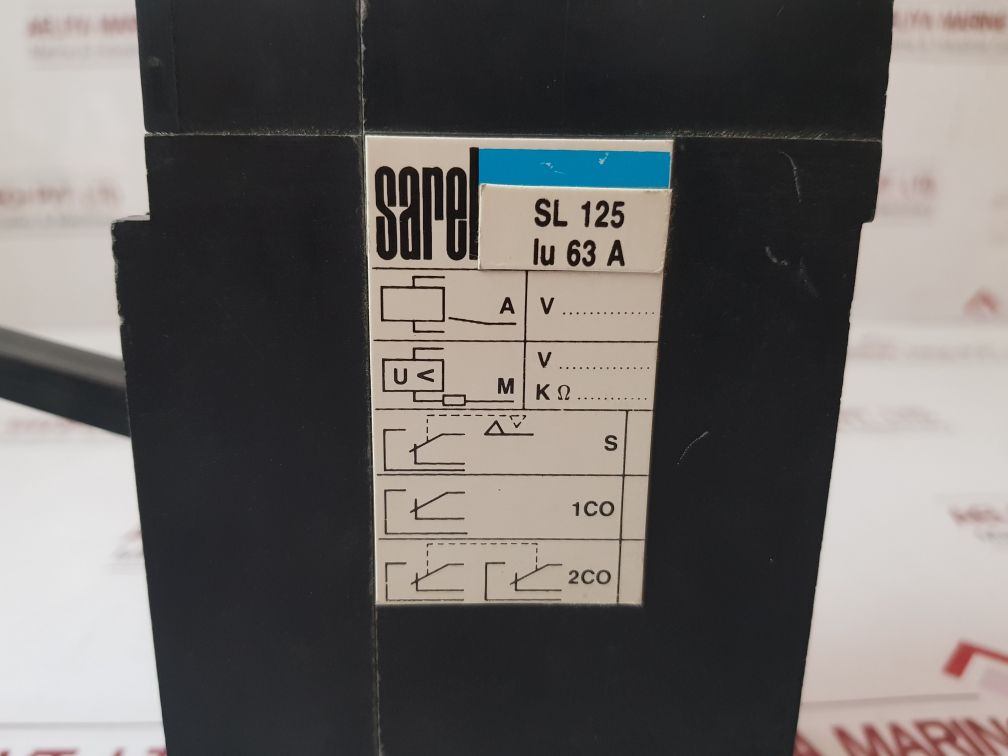 sarel
SL 125
Iu 63 A
A V ..............
U < M V ..............
K Ω ...........
S
1CO
2CO